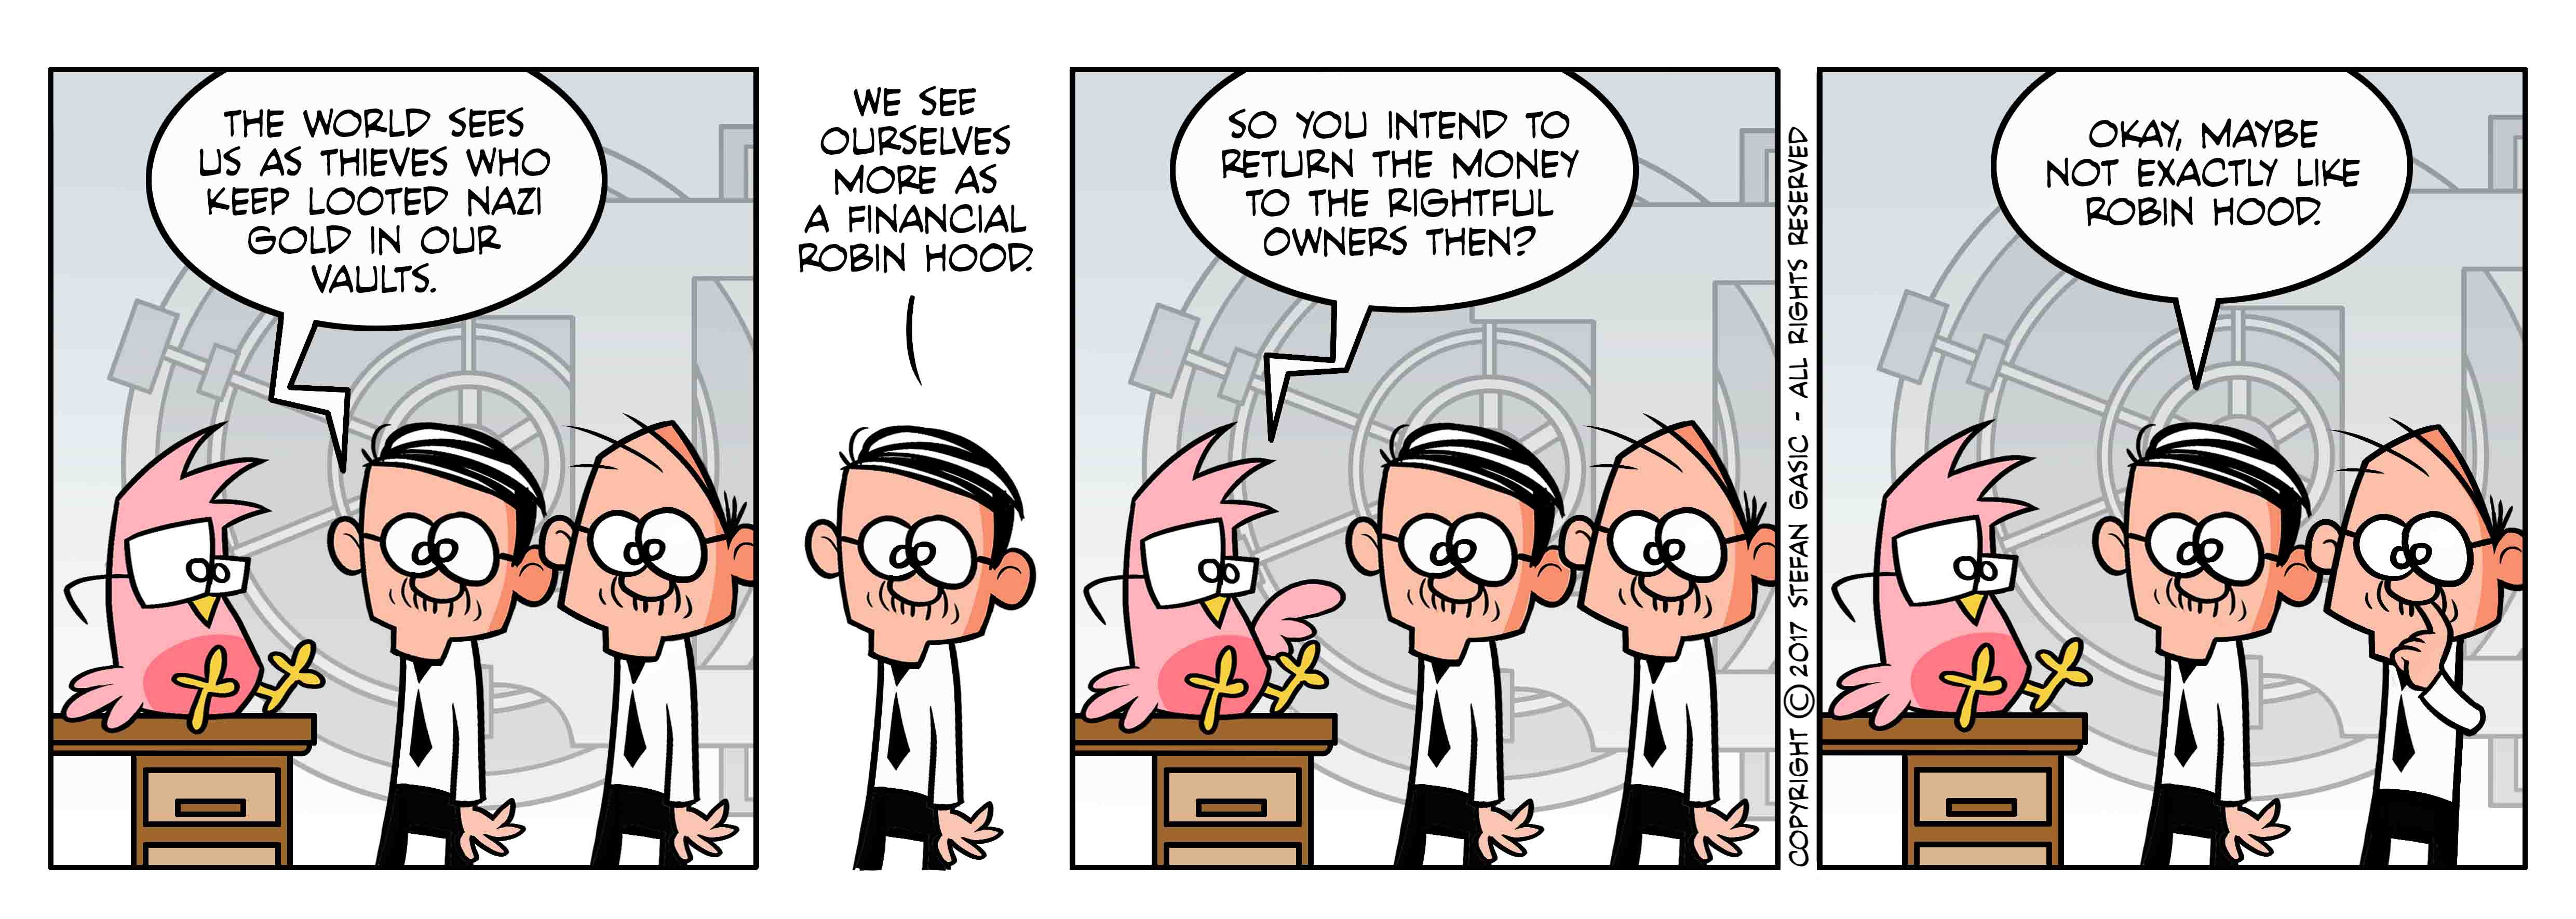 THE WORLD SEES
US AS THIEVES WHO
KEEP LOOTED NAZI
GOLD IN OUR
VAULTS.
WE SEE
OURSELVES
MORE AS
A FINANCIAL
ROBIN HOOD.
SO YOU INTEND TO
RETURN THE MONEY
TO THE RIGHTFUL
OWNERS THEN?
COPYRIGHT © 2017 STEFAN GASIC - ALL RIGHTS RESERVED
OKAY, MAYBE
NOT EXACTLY LIKE
ROBIN HOOD.